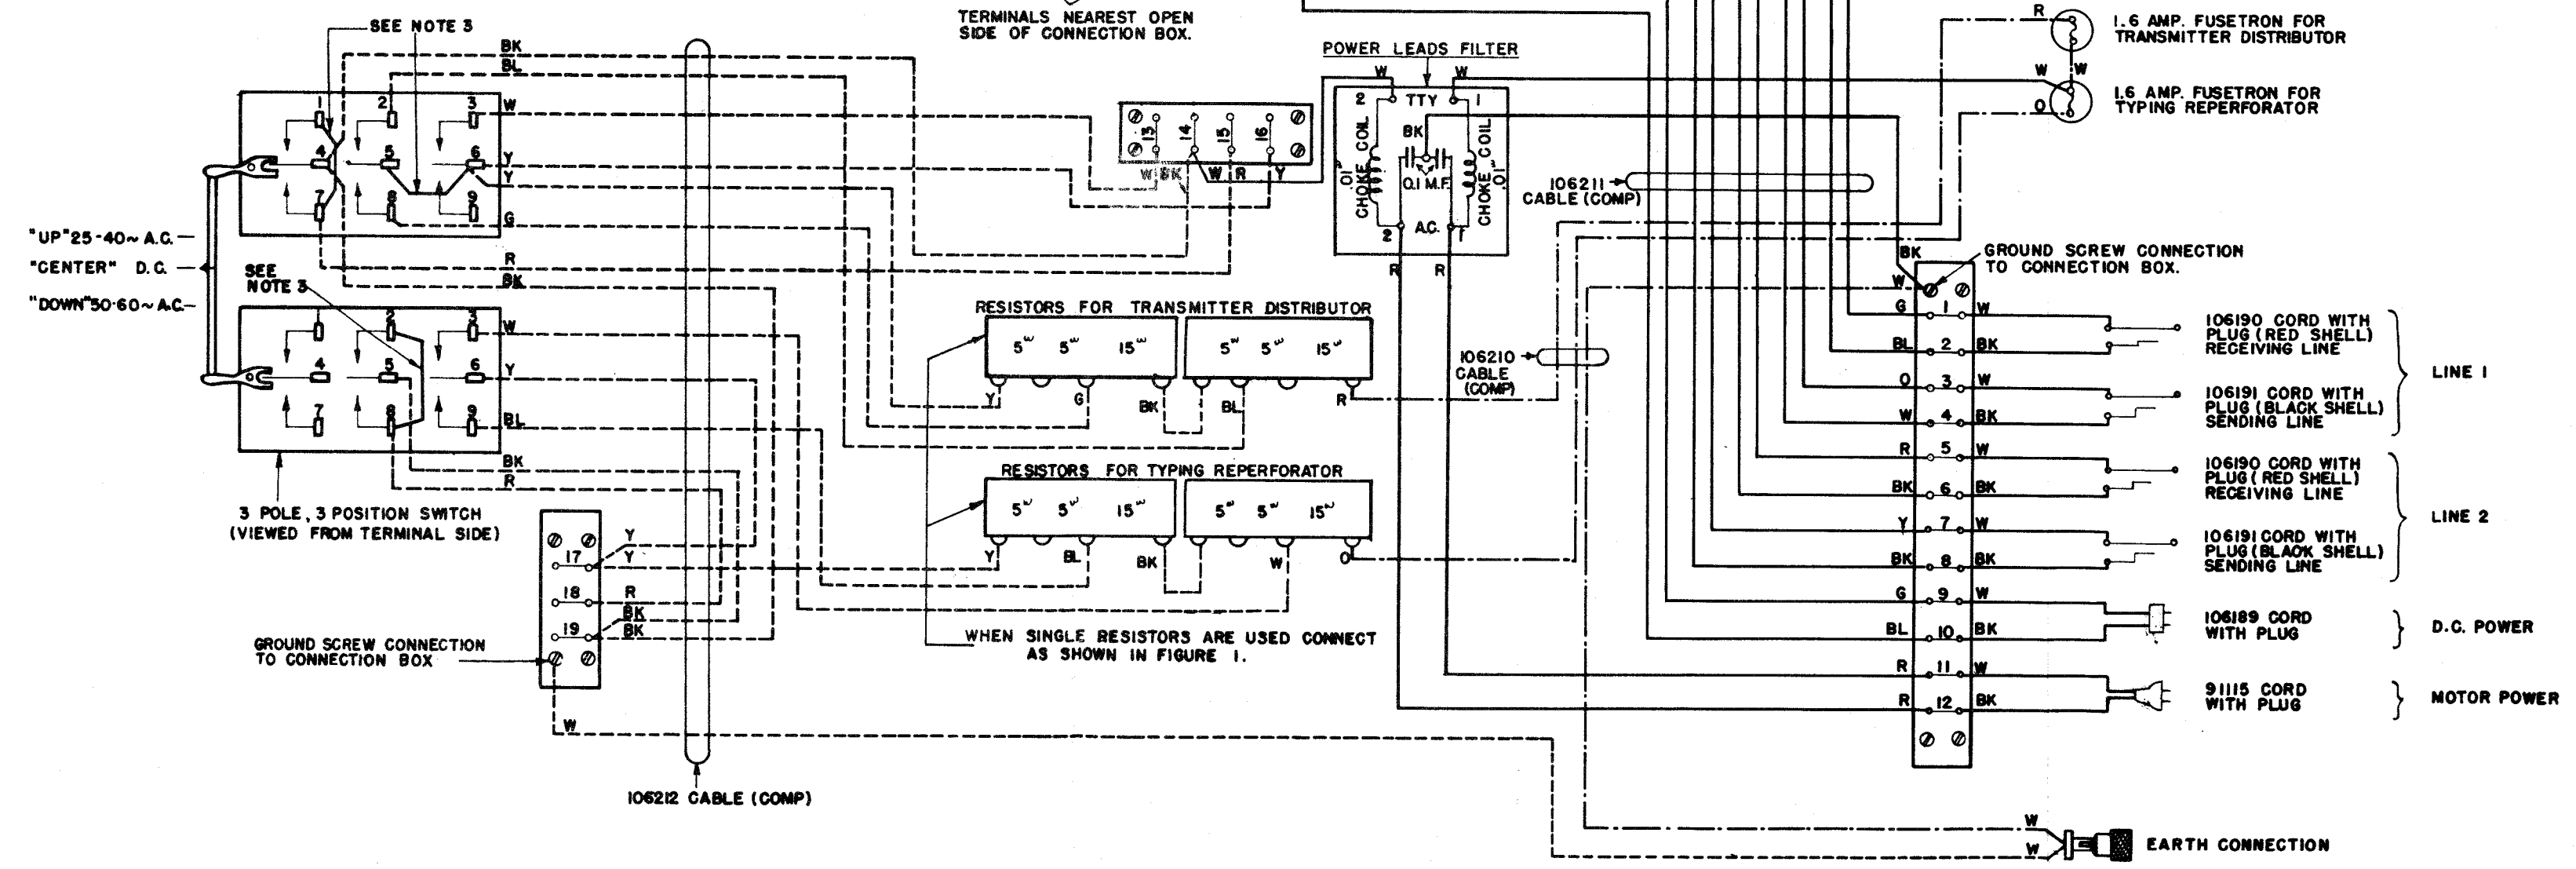 SEE NOTE 3
TERMINALS NEAREST OPEN
SIDE OF CONNECTION BOX.
POWER LEADS FILTER
R
1.6 AMP. FUSETRON FOR
TRANSMITTER DISTRIBUTOR
W
W
1.6 AMP. FUSETRON FOR
TYPING REPERFORATOR
O
BK
BL
W
Y
Y
G
R
BK
1 2 3
4 5 6
7 8 9
"UP" 25-40~ A.C.
"CENTER" D.C.
"DOWN" 50-60~ A.C.
SEE
NOTE 3
1 2 3
4 5 6
7 8 9
W
Y
BL
BK
R
3 POLE, 3 POSITION SWITCH
(VIEWED FROM TERMINAL SIDE)
17
18
19
Y
Y
R
BK
BK
GROUND SCREW CONNECTION
TO CONNECTION BOX
W
106212 CABLE (COMP)
13 14 15 16
W BK W R Y
W W
2 TTY 1
BK
.01" CHOKE COIL
CHOKE COIL .01"
0.1 M.F.
2 A.C. 1
R R
106211
CABLE (COMP)
RESISTORS FOR TRANSMITTER DISTRIBUTOR
5ω 5ω 15ω 5ω 5ω 15ω
Y G BK BL R
106210
CABLE
(COMP)
RESISTORS FOR TYPING REPERFORATOR
5ω 5ω 15ω 5ω 5ω 15ω
Y BL BK W O
WHEN SINGLE RESISTORS ARE USED CONNECT
AS SHOWN IN FIGURE 1.
BK
W
GROUND SCREW CONNECTION
TO CONNECTION BOX.
G 1 W
BL 2 BK
O 3 W
W 4 BK
R 5 W
BK 6 BK
Y 7 W
BK 8 BK
G 9 W
BL 10 BK
R 11 W
R 12 BK
106190 CORD WITH
PLUG (RED SHELL)
RECEIVING LINE
106191 CORD WITH
PLUG (BLACK SHELL)
SENDING LINE
LINE 1
106190 CORD WITH
PLUG (RED SHELL)
RECEIVING LINE
106191 CORD WITH
PLUG (BLACK SHELL)
SENDING LINE
LINE 2
106189 CORD
WITH PLUG
D.C. POWER
91115 CORD
WITH PLUG
MOTOR POWER
W
W
EARTH CONNECTION